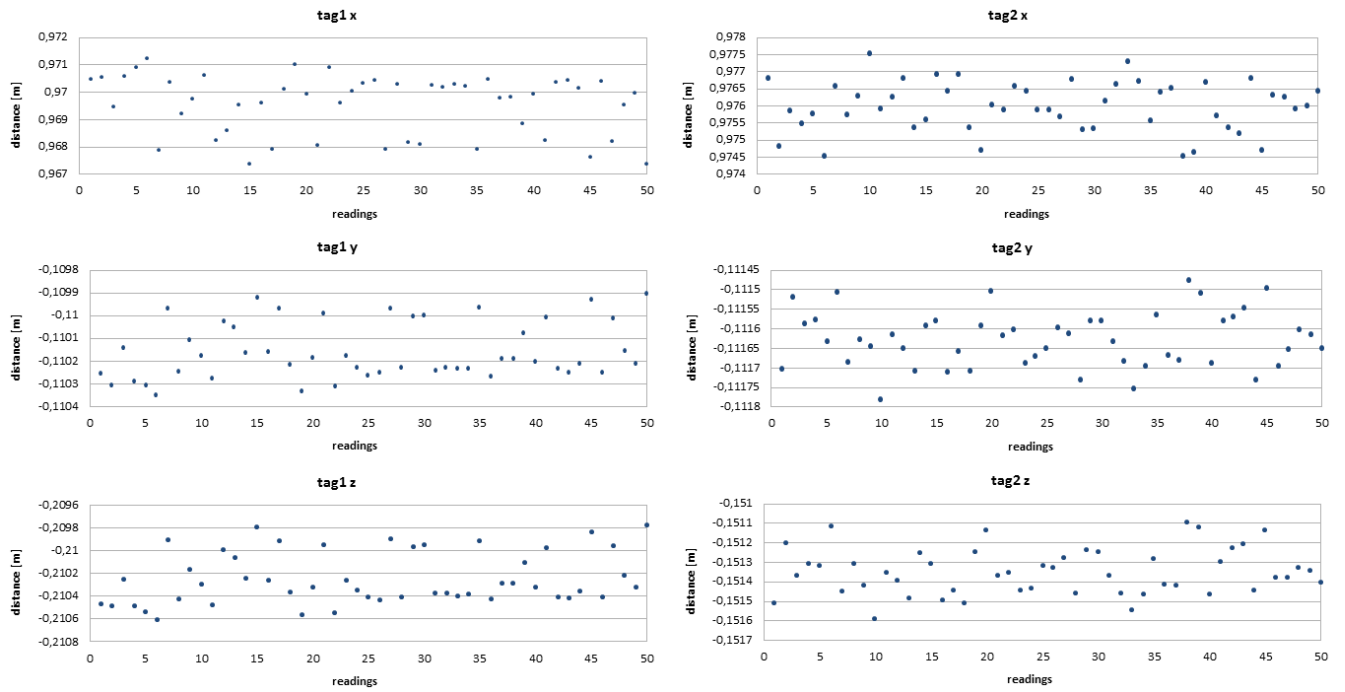 tag1 x
0,972
0,971
0,97
0,969
0,968
0,967
distance [m]
0 5 10 15 20 25 30 35 40 45 50
readings
tag2 x
0,978
0,9775
0,977
0,9765
0,976
0,9755
0,975
0,9745
0,974
distance [m]
0 5 10 15 20 25 30 35 40 45 50
readings
tag1 y
-0,1098
-0,1099
-0,11
-0,1101
-0,1102
-0,1103
-0,1104
distance [m]
0 5 10 15 20 25 30 35 40 45 50
readings
tag2 y
-0,11145
-0,1115
-0,11155
-0,1116
-0,11165
-0,1117
-0,11175
-0,1118
distance [m]
0 5 10 15 20 25 30 35 40 45 50
readings
tag1 z
-0,2096
-0,2098
-0,21
-0,2102
-0,2104
-0,2106
-0,2108
distance [m]
0 5 10 15 20 25 30 35 40 45 50
readings
tag2 z
-0,151
-0,1511
-0,1512
-0,1513
-0,1514
-0,1515
-0,1516
-0,1517
distance [m]
0 5 10 15 20 25 30 35 40 45 50
readings